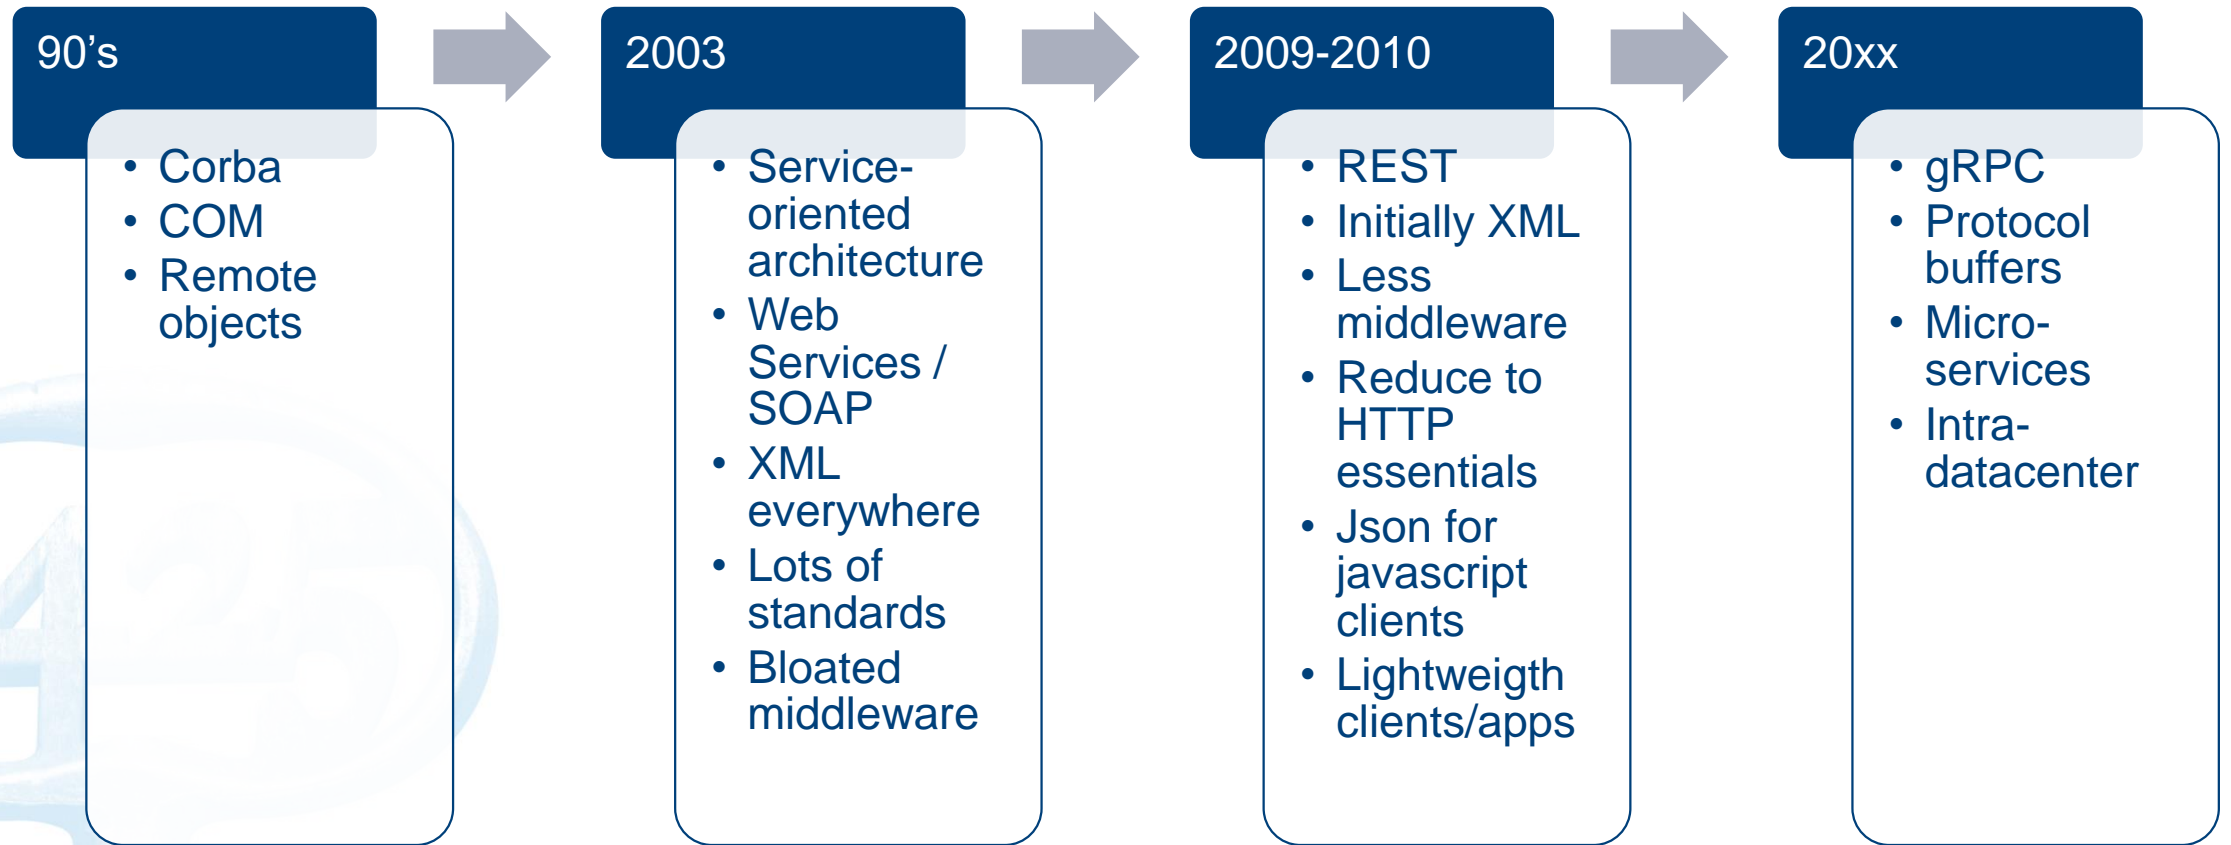 90’s
• Corba
• COM
• Remote
objects
2003
• Service-
oriented
architecture
• Web
Services /
SOAP
• XML
everywhere
• Lots of
standards
• Bloated
middleware
2009-2010
• REST
• Initially XML
• Less
middleware
• Reduce to
HTTP
essentials
• Json for
javascript
clients
• Lightweigth
clients/apps
20xx
• gRPC
• Protocol
buffers
• Micro-
services
• Intra-
datacenter